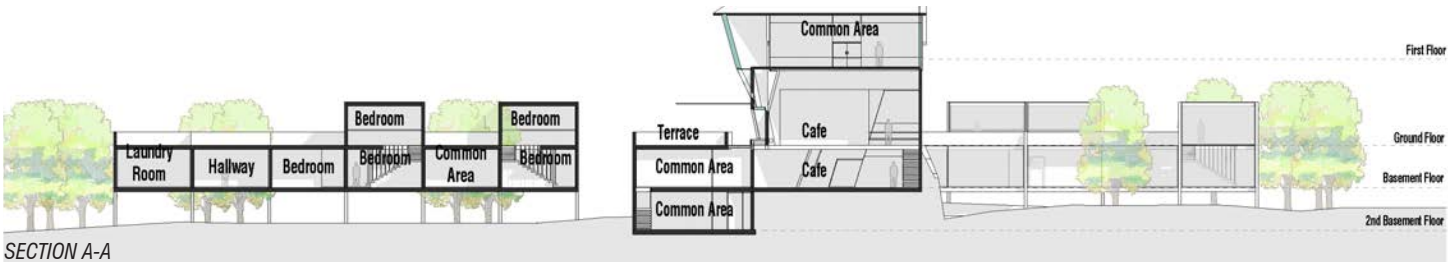 Common Area
First Floor
Bedroom
Bedroom
Terrace
Cafe
Ground Floor
Laundry
Room
Hallway
Bedroom
Bedroom
Common
Area
Bedroom
Common Area
Cafe
Basement Floor
Common Area
2nd Basement Floor
SECTION A-A